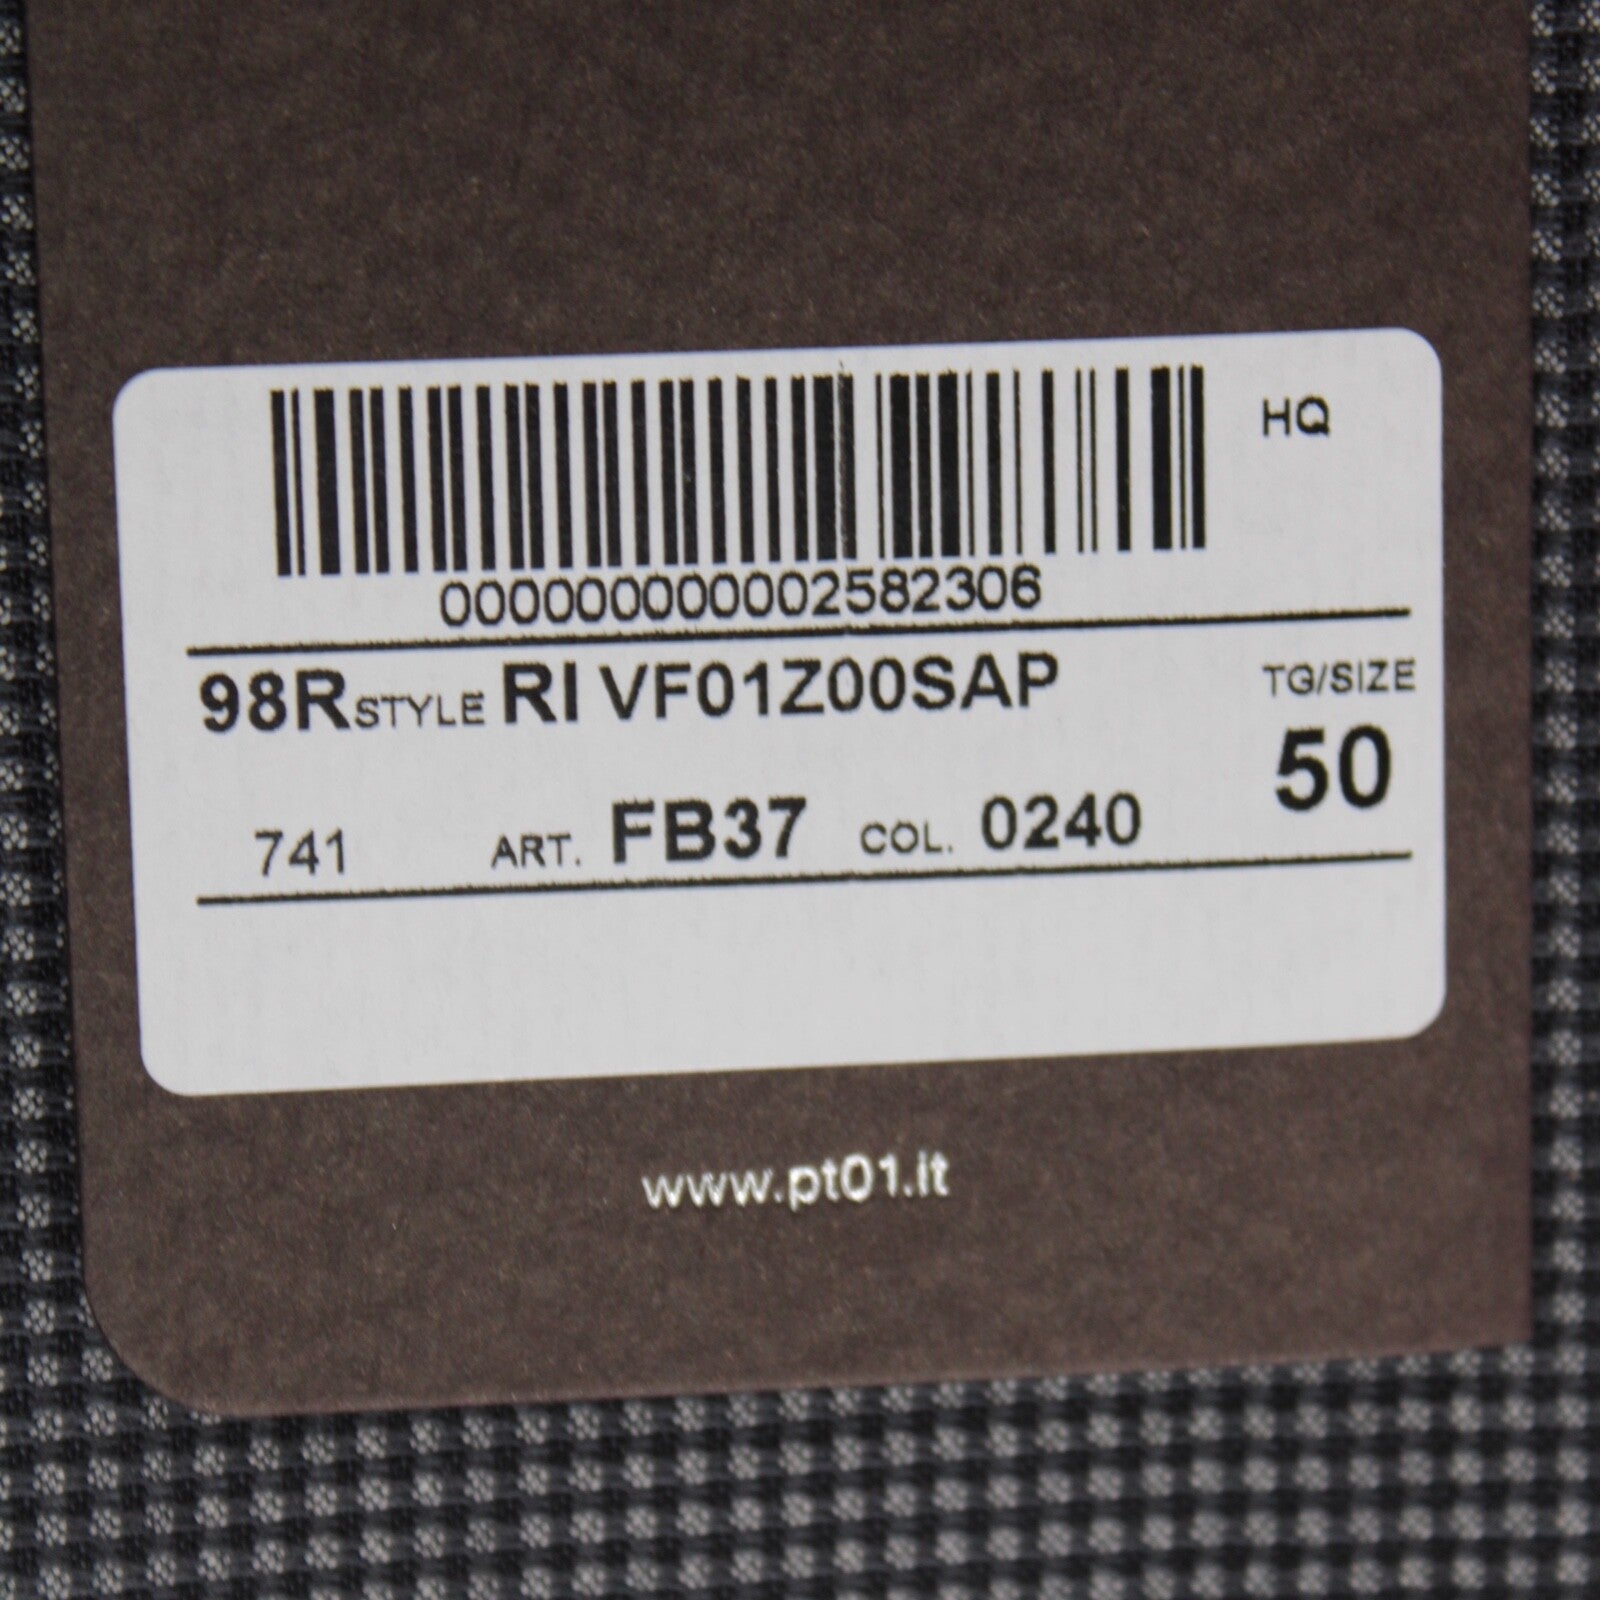 HQ
000000000002582306
98R STYLE RI VF01Z00SAP TG/SIZE
50
741 ART. FB37 COL. 0240
www.pt01.it